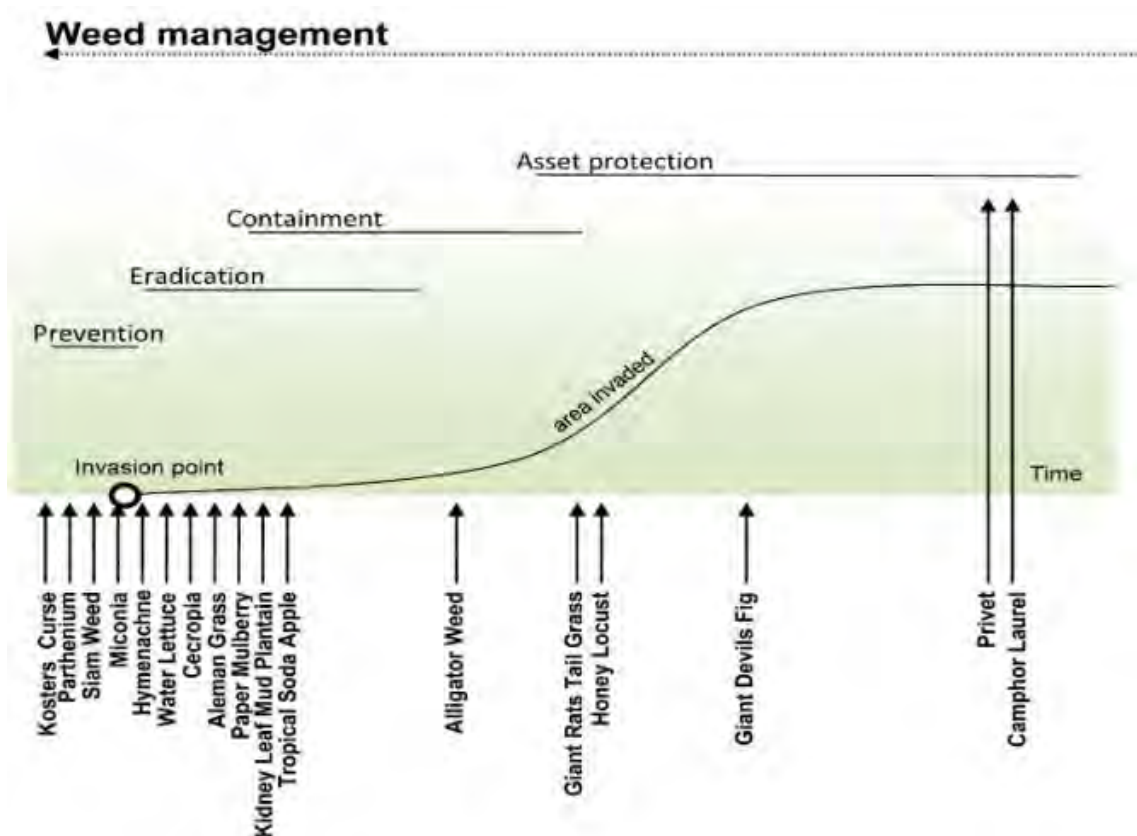 Weed management
Asset protection
Containment
Eradication
Prevention
area invaded
Invasion point
Time
Kosters Curse
Parthenium
Siam Weed
Miconia
Hymenachne
Water Lettuce
Cecropia
Aleman Grass
Paper Mulberry
Kidney Leaf Mud Plantain
Tropical Soda Apple
Alligator Weed
Giant Rats Tail Grass
Honey Locust
Giant Devils Fig
Privet
Camphor Laurel